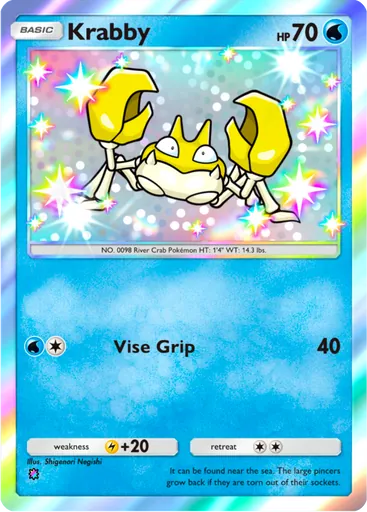 BASIC Krabby HP 70
NO. 0098 River Crab Pokémon HT: 1'4" WT: 14.3 lbs.
Vise Grip 40
weakness +20 retreat
Illus. Shigenori Negishi
It can be found near the sea. The large pincers
grow back if they are torn out of their sockets.